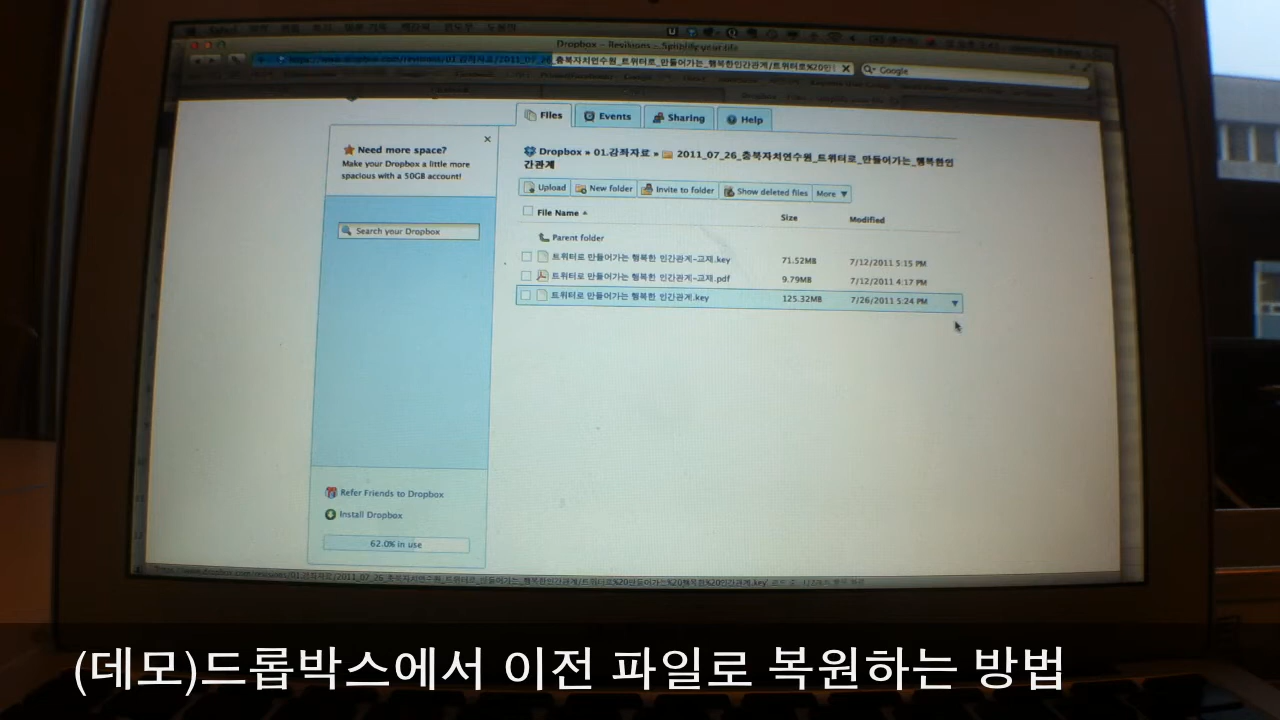 Dropbox - Revisions - Simplify your life
Google
Files
Events
Sharing
Help
Need more space?
Make your Dropbox a little more
spacious with a 50GB account!
Search your Dropbox
Dropbox » 01.강좌자료 » 2011_07_26_충북자치연수원_트위터로_만들어가는_행복한인
간관계
Upload
New folder
Invite to folder
Show deleted files
More
File Name
Size
Modified
Parent folder
트위터로 만들어가는 행복한 인간관계-교재.key 71.52MB 7/12/2011 5:15 PM
트위터로 만들어가는 행복한 인간관계-교재.pdf 9.79MB 7/12/2011 4:17 PM
트위터로 만들어가는 행복한 인간관계.key 125.32MB 7/26/2011 5:24 PM
Refer Friends to Dropbox
Install Dropbox
62.0% in use
(데모)드롭박스에서 이전 파일로 복원하는 방법